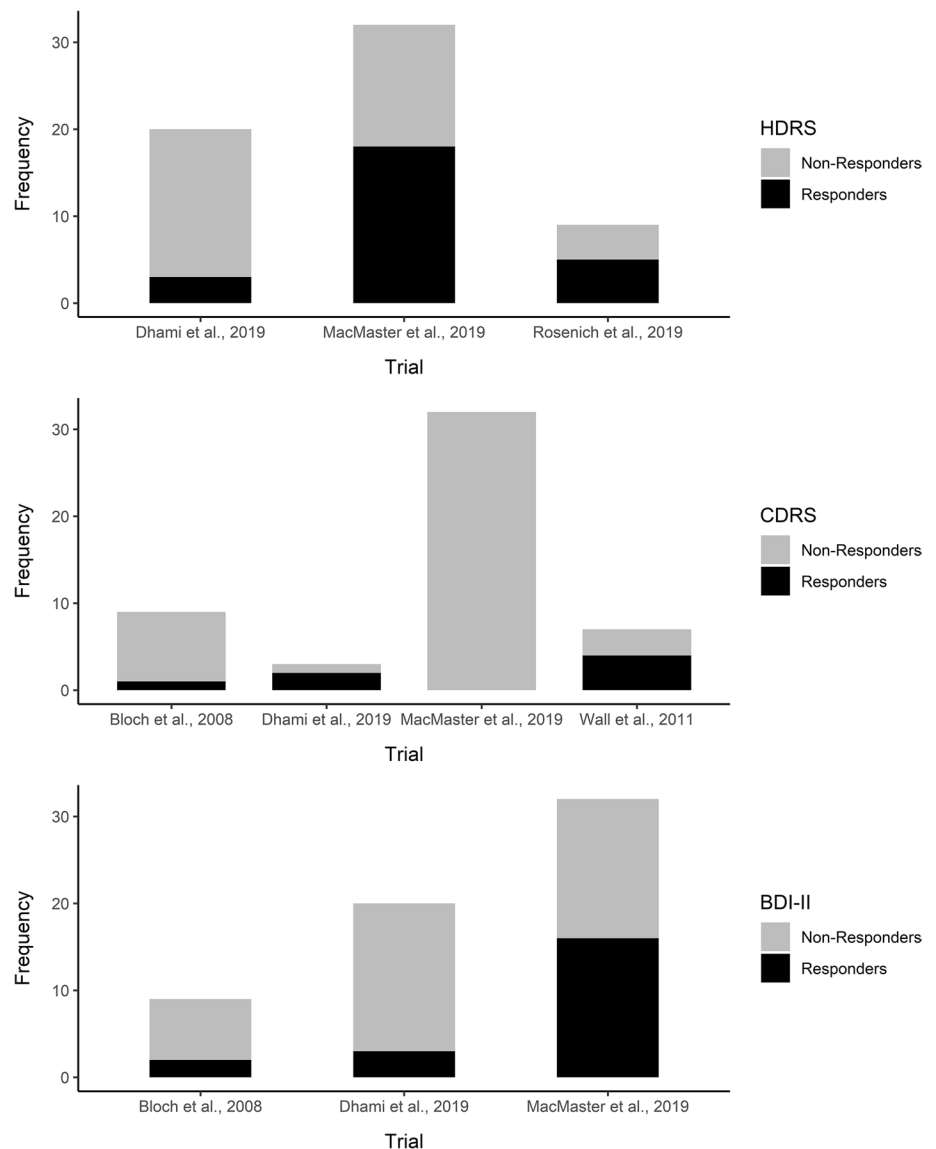 30
20
10
0
Frequency
Dhami et al., 2019 MacMaster et al., 2019 Rosenich et al., 2019
Trial
HDRS
Non-Responders
Responders
30
20
10
0
Frequency
Bloch et al., 2008 Dhami et al., 2019 MacMaster et al., 2019 Wall et al., 2011
Trial
CDRS
Non-Responders
Responders
30
20
10
0
Frequency
Bloch et al., 2008 Dhami et al., 2019 MacMaster et al., 2019
Trial
BDI-II
Non-Responders
Responders